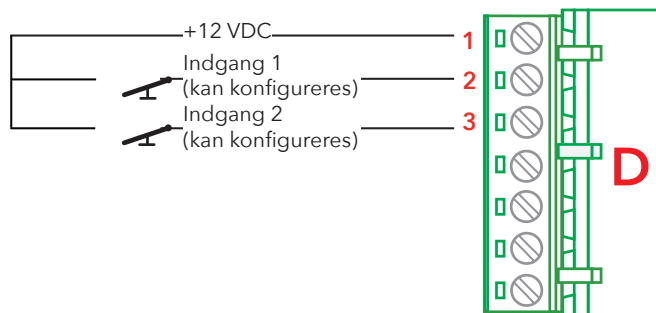 +12 VDC
1
Indgang 1
2
(kan konfigureres)
Indgang 2
3
(kan konfigureres)
D